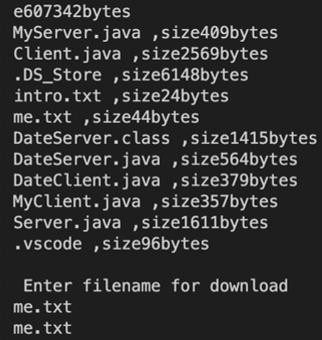 e607342bytes
MyServer.java ,size409bytes
Client.java ,size2569bytes
.DS_Store ,size6148bytes
intro.txt ,size24bytes
me.txt ,size44bytes
DateServer.class ,size1415bytes
DateServer.java ,size564bytes
DateClient.java ,size379bytes
MyClient.java ,size357bytes
Server.java ,size1611bytes
.vscode ,size96bytes
Enter filename for download
me.txt
me.txt